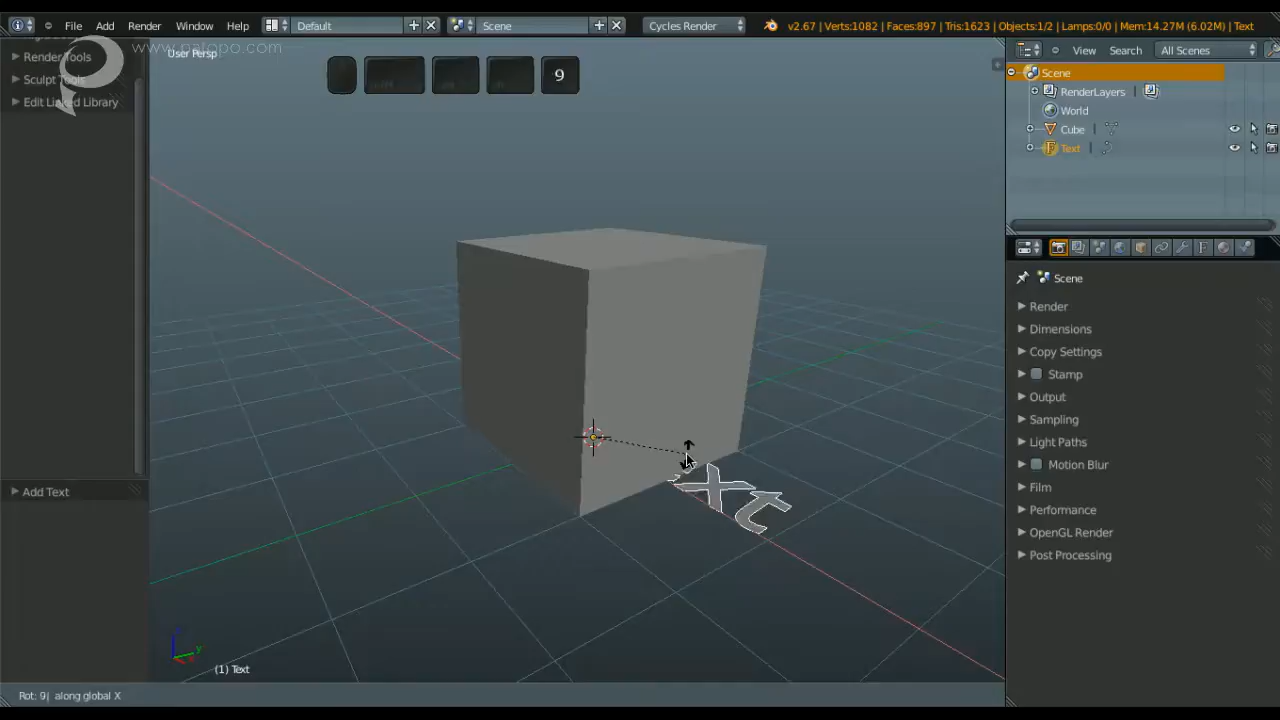 File Add Render Window Help Default Scene Cycles Render v2.67 | Verts:1082 | Faces:897 | Tris:1623 | Objects:1/2 | Lamps:0/0 | Mem:14.27M (6.02M) | Text
www.patopo.com
User Persp
Render Tools
Sculpt Tools
Edit Linked Library
9
View Search All Scenes
Scene
RenderLayers
World
Cube
Text
Scene
Render
Dimensions
Copy Settings
Stamp
Output
Sampling
Light Paths
Motion Blur
Film
Performance
OpenGL Render
Post Processing
Add Text
xt
z
y
(1) Text
Rot: 9| along global X